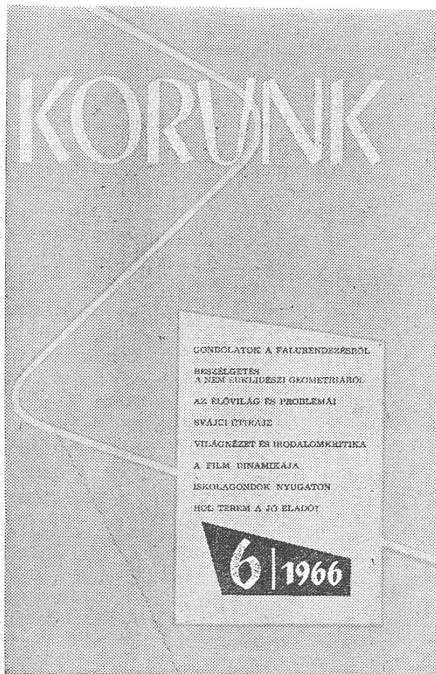 KORUNK
GONDOLATOK A FALURENDEZÉSRŐL
BESZÉLGETÉS
A NEM EUKLIDÉSZI GEOMETRIÁRÓL
AZ ÉLŐVILÁG ÉS PROBLÉMÁI
SVÁJCI ÚTIRAJZ
VILÁGNÉZET ÉS IRODALOMKRITIKA
A FILM DINAMIKÁJA
ISKOLAGONDOK NYUGATON
HOL TEREM A JÓ ELADÓ?
6 | 1966